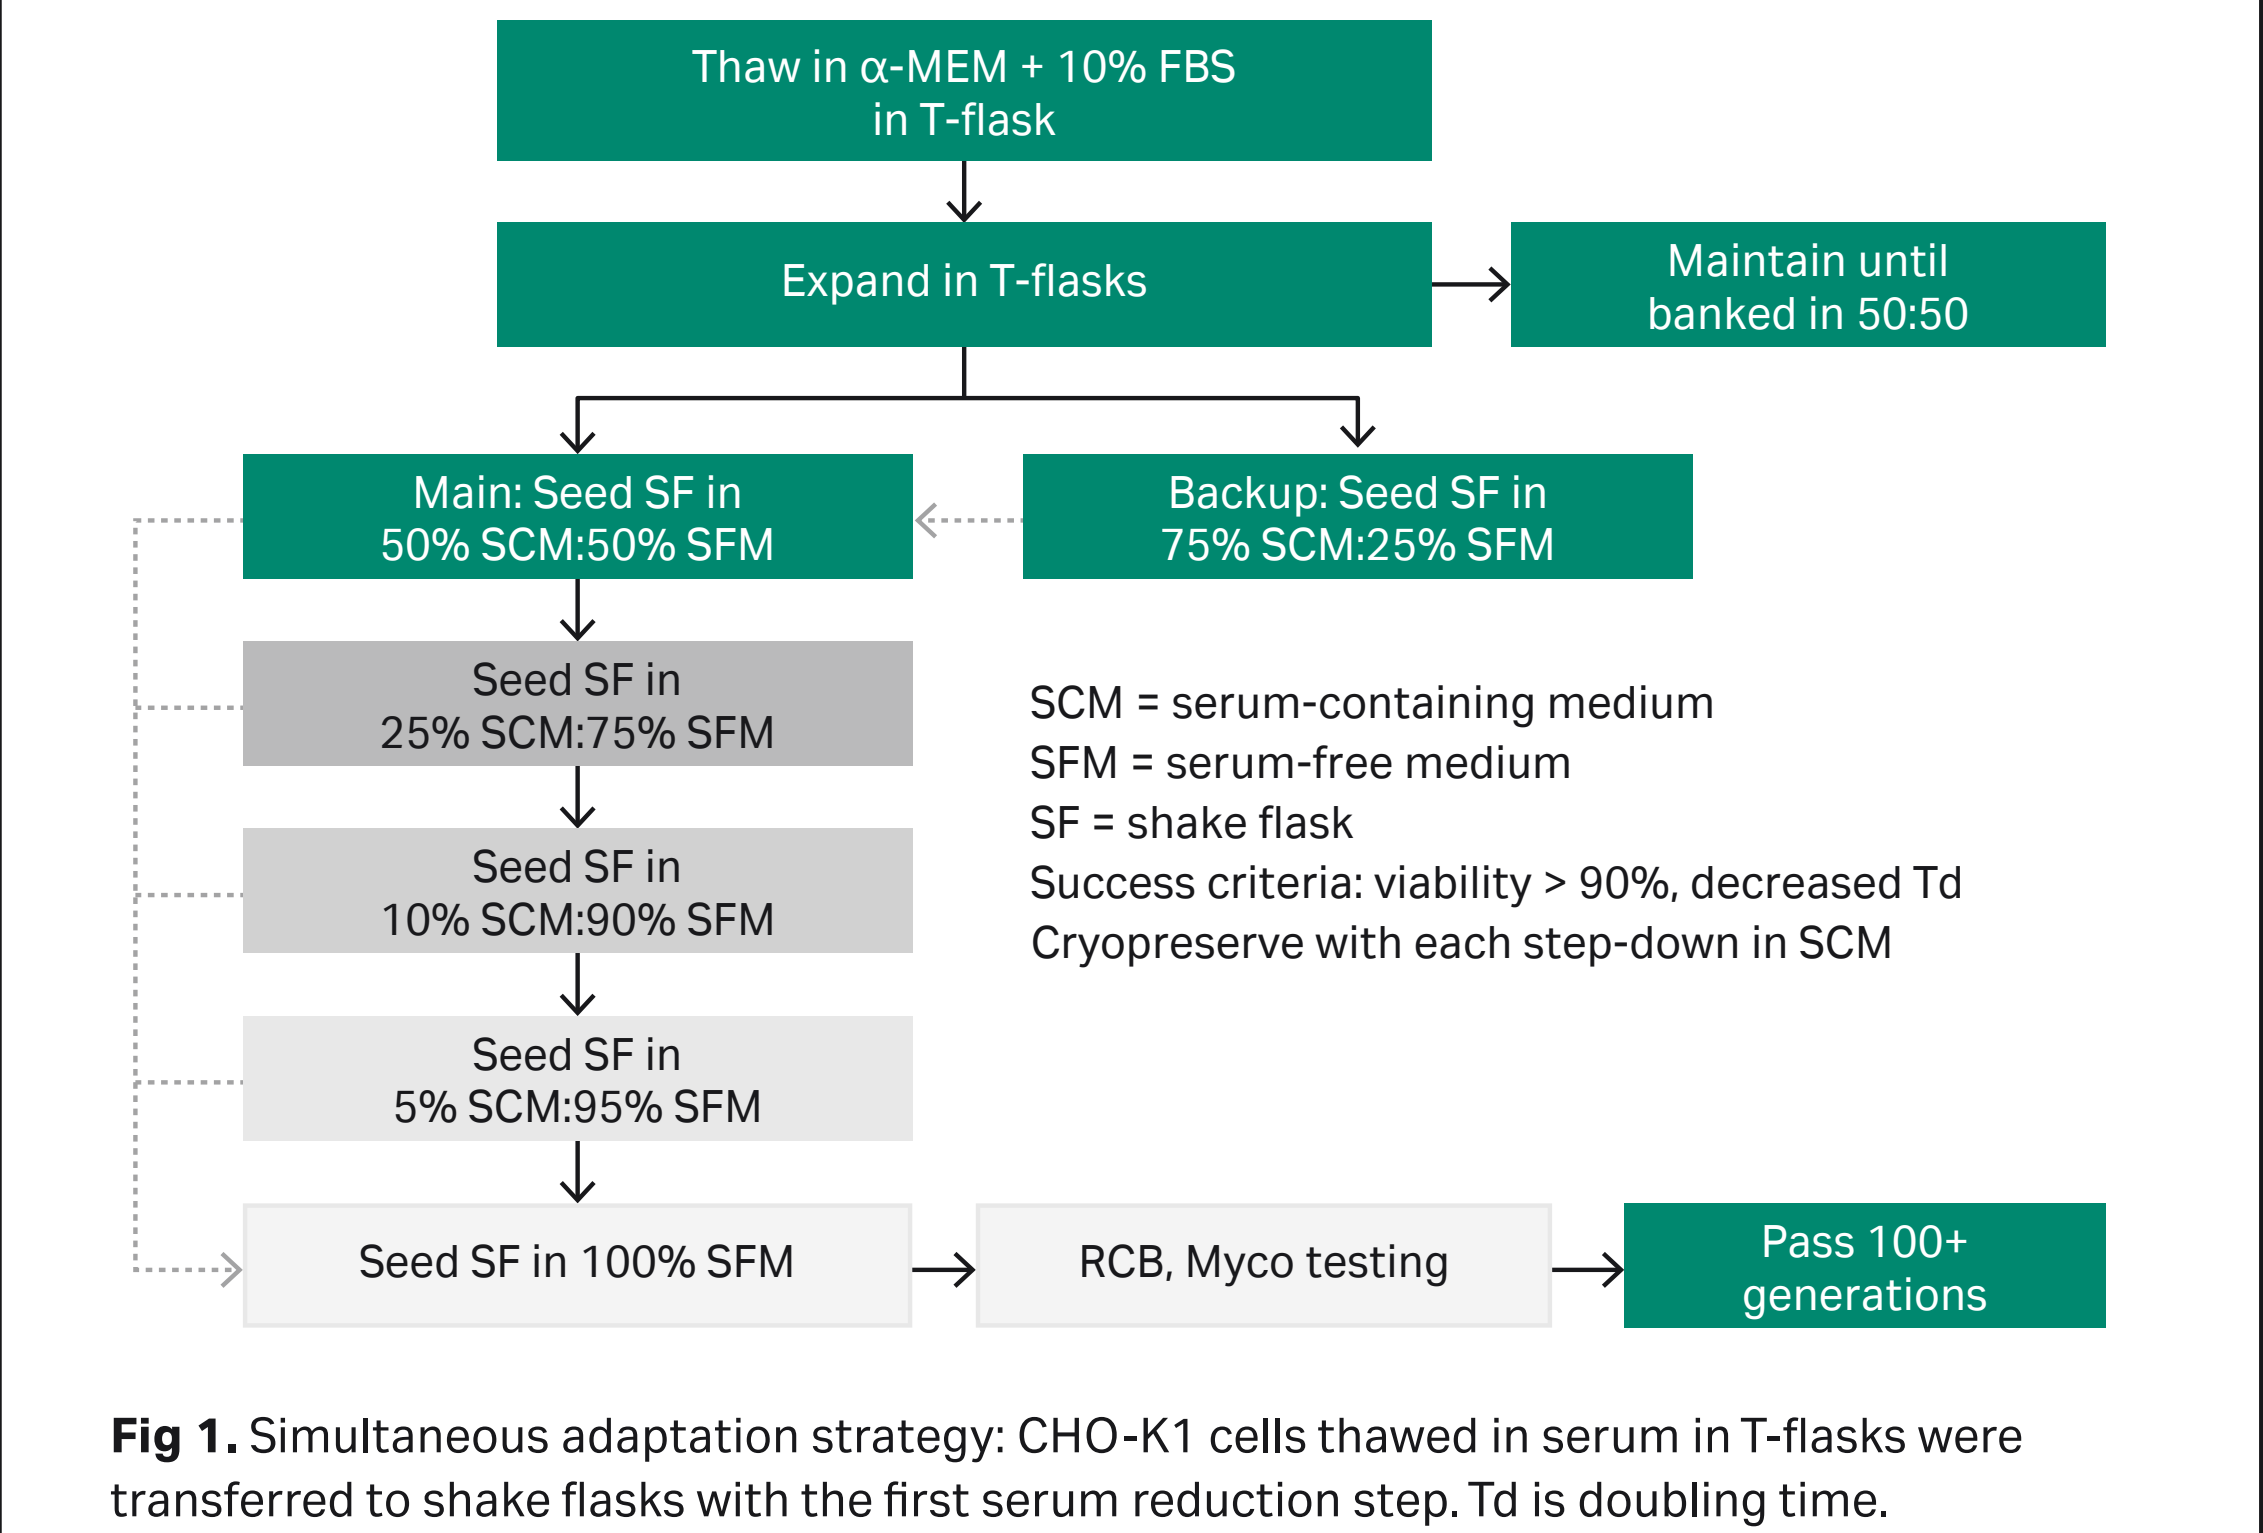 Thaw in α-MEM + 10% FBS
in T-flask
Expand in T-flasks
Maintain until
banked in 50:50
Main: Seed SF in
50% SCM:50% SFM
Backup: Seed SF in
75% SCM:25% SFM
Seed SF in
25% SCM:75% SFM
Seed SF in
10% SCM:90% SFM
Seed SF in
5% SCM:95% SFM
SCM = serum-containing medium
SFM = serum-free medium
SF = shake flask
Success criteria: viability > 90%, decreased Td
Cryopreserve with each step-down in SCM
Seed SF in 100% SFM
RCB, Myco testing
Pass 100+
generations
Fig 1. Simultaneous adaptation strategy: CHO-K1 cells thawed in serum in T-flasks were
transferred to shake flasks with the first serum reduction step. Td is doubling time.